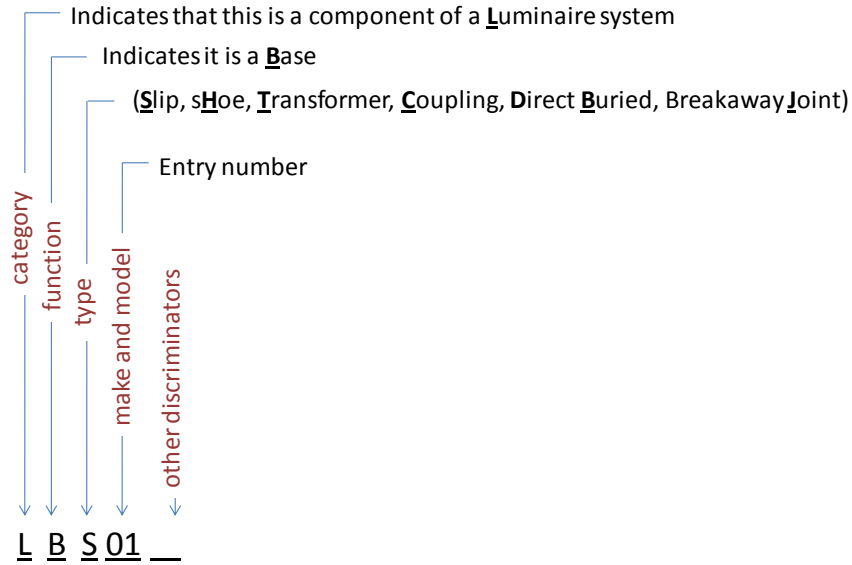 Indicates that this is a component of a Luminaire system
Indicates it is a Base
(Slip, sHoe, Transformer, Coupling, Direct Buried, Breakaway Joint)
Entry number
category
function
type
make and model
other discriminators
L B S 01 __